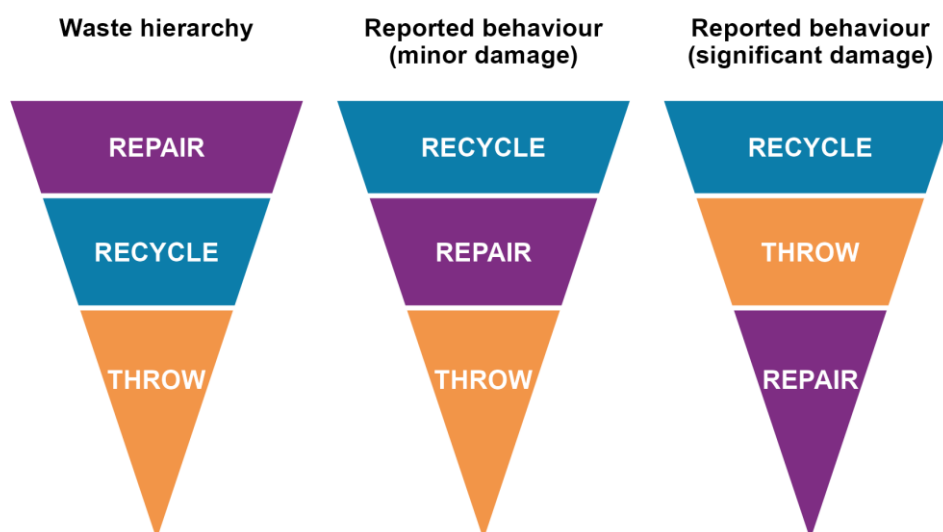 Waste hierarchy
Reported behaviour
(minor damage)
Reported behaviour
(significant damage)
REPAIR
RECYCLE
THROW
RECYCLE
REPAIR
THROW
RECYCLE
THROW
REPAIR